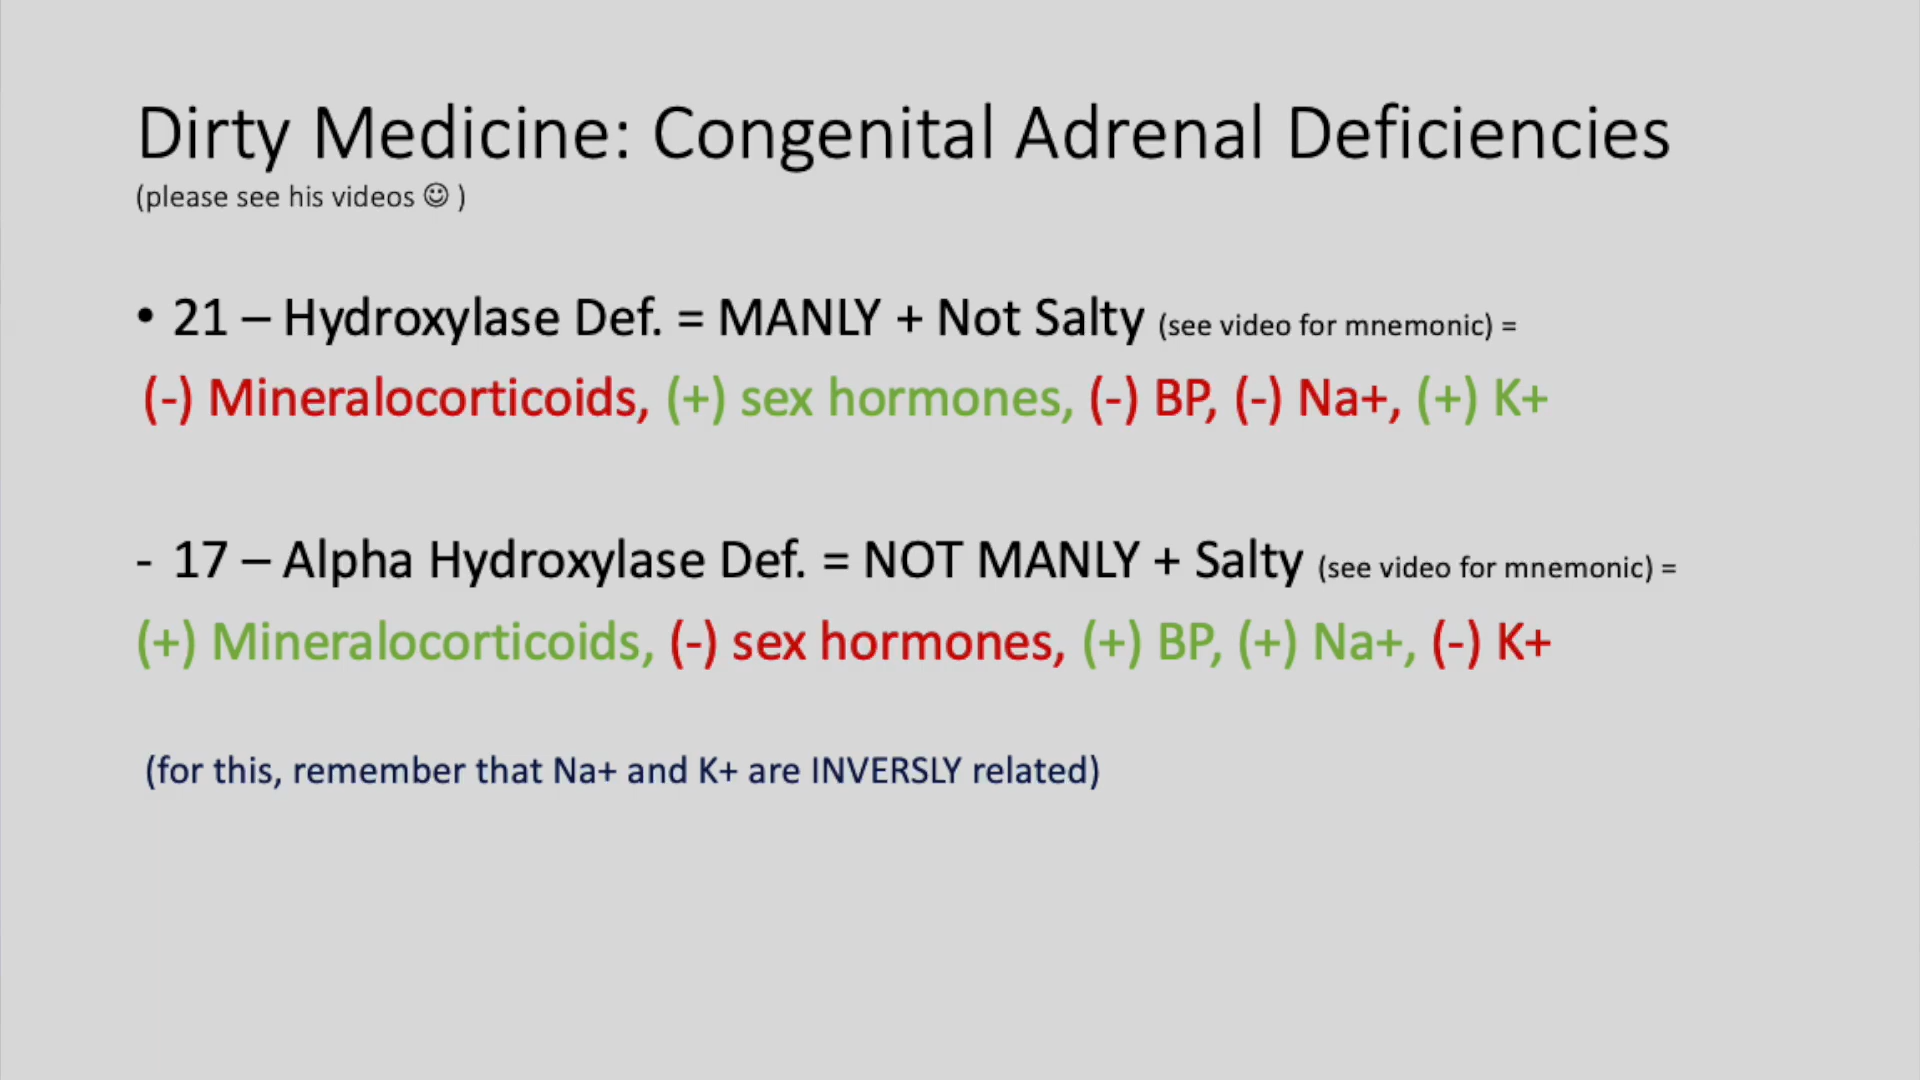 Dirty Medicine: Congenital Adrenal Deficiencies
(please see his videos ☺ )
• 21 – Hydroxylase Def. = MANLY + Not Salty (see video for mnemonic) =
(-) Mineralocorticoids, (+) sex hormones, (-) BP, (-) Na+, (+) K+
- 17 – Alpha Hydroxylase Def. = NOT MANLY + Salty (see video for mnemonic) =
(+) Mineralocorticoids, (-) sex hormones, (+) BP, (+) Na+, (-) K+
(for this, remember that Na+ and K+ are INVERSLY related)